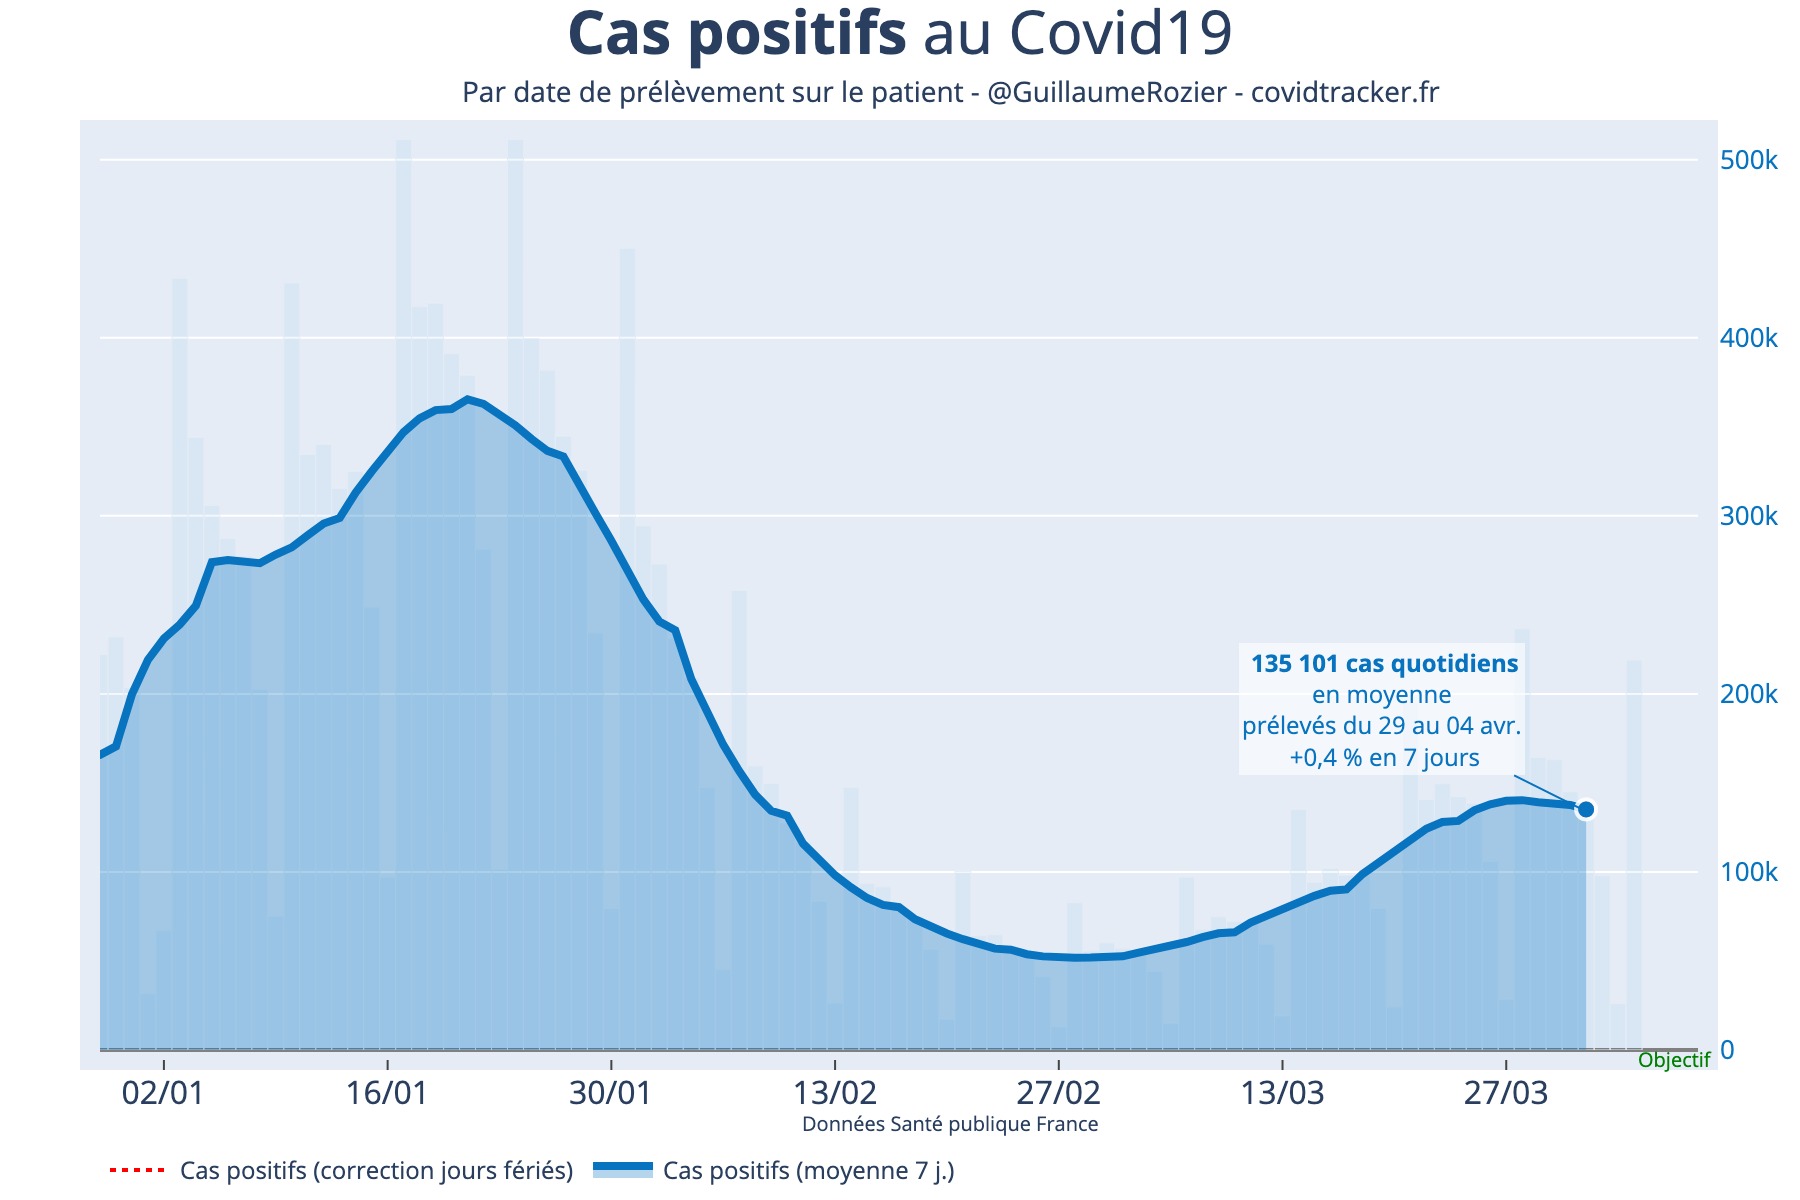 Cas positifs au Covid19
Par date de prélèvement sur le patient - @GuillaumeRozier - covidtracker.fr
500k
400k
300k
200k
100k
0
135 101 cas quotidiens
en moyenne
prélevés du 29 au 04 avr.
+0,4 % en 7 jours
Objectif
02/01 16/01 30/01 13/02 27/02 13/03 27/03
Données Santé publique France
Cas positifs (correction jours fériés) Cas positifs (moyenne 7 j.)